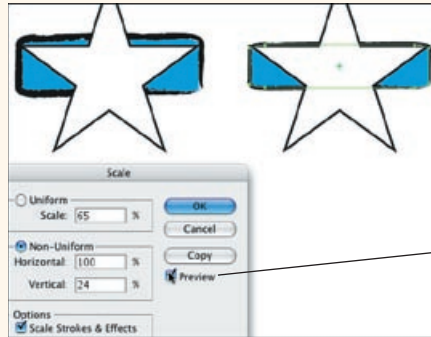 Scale
Uniform
Scale: 65 %
OK
Cancel
Non-Uniform
Horizontal: 100 %
Copy
Vertical: 24 %
Preview
Options
Scale Strokes & Effects